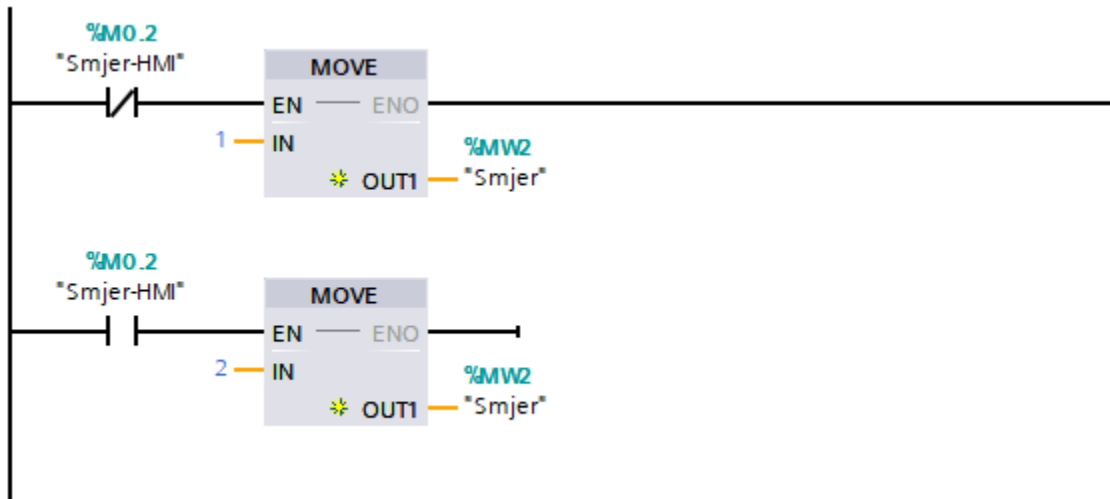 %M0.2
"Smjer-HMI"
MOVE
EN ENO
1 IN
%MW2
OUT1 "Smjer"
%M0.2
"Smjer-HMI"
MOVE
EN ENO
2 IN
%MW2
OUT1 "Smjer"